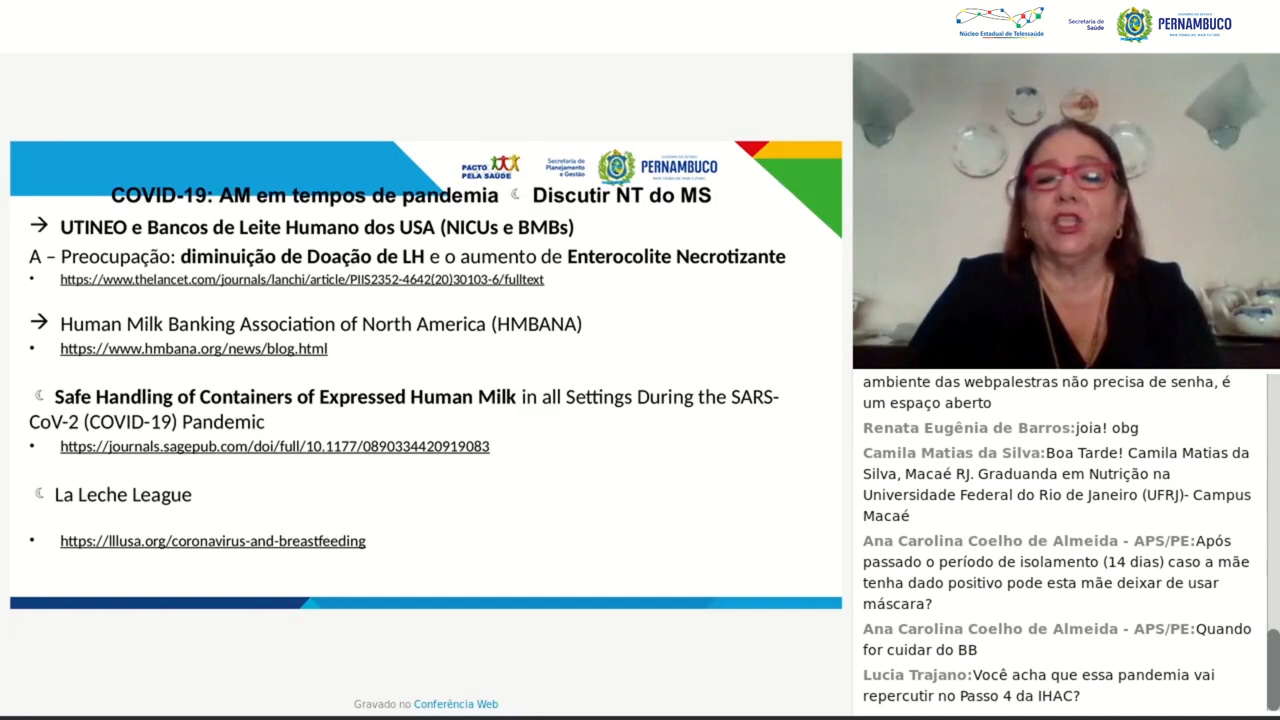 Núcleo Estadual de Telessaúde
Secretaria de
Saúde
PERNAMBUCO
PACTO
PELA SAÚDE
Secretaria de
Planejamento
e Gestão
PERNAMBUCO
COVID-19: AM em tempos de pandemia ☾ Discutir NT do MS
→ UTINEO e Bancos de Leite Humano dos USA (NICUs e BMBs)
A – Preocupação: diminuição de Doação de LH e o aumento de Enterocolite Necrotizante
• https://www.thelancet.com/journals/lanchi/article/PIIS2352-4642(20)30103-6/fulltext
→ Human Milk Banking Association of North America (HMBANA)
• https://www.hmbana.org/news/blog.html
☾ Safe Handling of Containers of Expressed Human Milk in all Settings During the SARS-
CoV-2 (COVID-19) Pandemic
• https://journals.sagepub.com/doi/full/10.1177/0890334420919083
☾ La Leche League
• https://lllusa.org/coronavirus-and-breastfeeding
ambiente das webpalestras não precisa de senha, é
um espaço aberto
Renata Eugênia de Barros:joia! obg
Camila Matias da Silva:Boa Tarde! Camila Matias da
Silva, Macaé RJ. Graduanda em Nutrição na
Universidade Federal do Rio de Janeiro (UFRJ)- Campus
Macaé
Ana Carolina Coelho de Almeida - APS/PE:Após
passado o período de isolamento (14 dias) caso a mãe
tenha dado positivo pode esta mãe deixar de usar
máscara?
Ana Carolina Coelho de Almeida - APS/PE:Quando
for cuidar do BB
Lucia Trajano:Você acha que essa pandemia vai
repercutir no Passo 4 da IHAC?
Gravado no Conferência Web